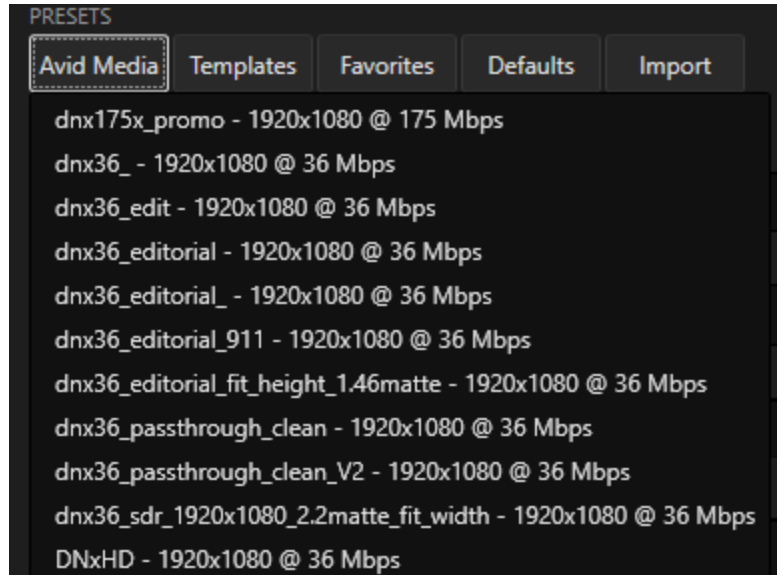 PRESETS
Avid Media Templates Favorites Defaults Import
dnx175x_promo - 1920x1080 @ 175 Mbps
dnx36_ - 1920x1080 @ 36 Mbps
dnx36_edit - 1920x1080 @ 36 Mbps
dnx36_editorial - 1920x1080 @ 36 Mbps
dnx36_editorial_ - 1920x1080 @ 36 Mbps
dnx36_editorial_911 - 1920x1080 @ 36 Mbps
dnx36_editorial_fit_height_1.46matte - 1920x1080 @ 36 Mbps
dnx36_passthrough_clean - 1920x1080 @ 36 Mbps
dnx36_passthrough_clean_V2 - 1920x1080 @ 36 Mbps
dnx36_sdr_1920x1080_2.2matte_fit_width - 1920x1080 @ 36 Mbps
DNxHD - 1920x1080 @ 36 Mbps